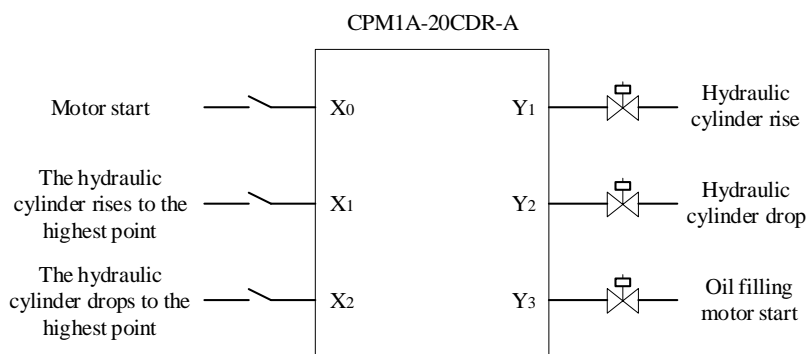 CPM1A-20CDR-A
Motor start
X0
Y1
Hydraulic
cylinder rise
The hydraulic
cylinder rises to the
highest point
X1
Y2
Hydraulic
cylinder drop
The hydraulic
cylinder drops to the
highest point
X2
Y3
Oil filling
motor start